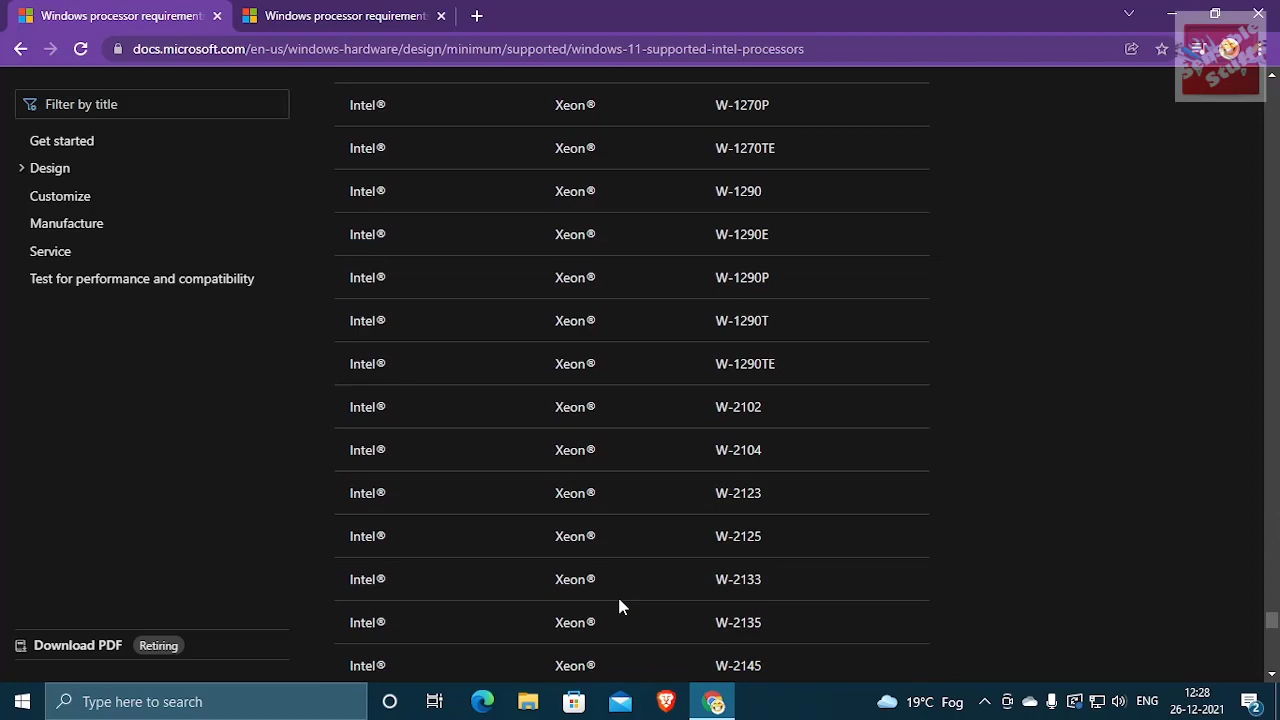 Windows processor requirement
Windows processor requirement
docs.microsoft.com/en-us/windows-hardware/design/minimum/supported/windows-11-supported-intel-processors
Sensible
Stuff
Filter by title
Get started
Design
Customize
Manufacture
Service
Test for performance and compatibility
Download PDF Retiring
Intel® Xeon® W-1270P
Intel® Xeon® W-1270TE
Intel® Xeon® W-1290
Intel® Xeon® W-1290E
Intel® Xeon® W-1290P
Intel® Xeon® W-1290T
Intel® Xeon® W-1290TE
Intel® Xeon® W-2102
Intel® Xeon® W-2104
Intel® Xeon® W-2123
Intel® Xeon® W-2125
Intel® Xeon® W-2133
Intel® Xeon® W-2135
Intel® Xeon® W-2145
Type here to search
19°C Fog
ENG
12:28
26-12-2021
2